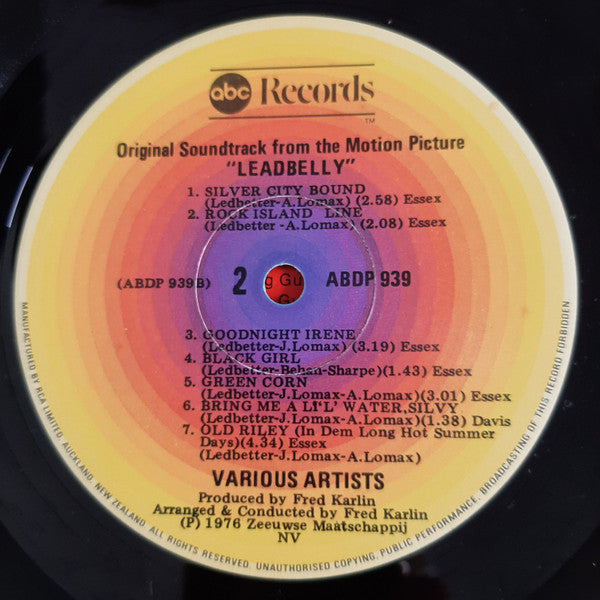 abc Records
TM
Original Soundtrack from the Motion Picture
"LEADBELLY"
1. SILVER CITY BOUND
(Ledbetter-A.Lomax) (2.58) Essex
2. ROCK ISLAND LINE
(Ledbetter -A.Lomax) (2.08) Essex
(ABDP 939B) 2 ABDP 939
g Gu
G
3. GOODNIGHT IRENE
(Ledbetter-J.Lomax) (3.19) Essex
4. BLACK GIRL
(Ledbetter-Behan-Sharpe)(1.43) Essex
5. GREEN CORN
(Ledbetter-J.Lomax-A.Lomax)(3.01) Essex
6. BRING ME A LI'L' WATER,SILVY
(Ledbetter-J.Lomax-A.Lomax)(1.38) Davis
7. OLD RILEY (In Dem Long Hot Summer
Days)(4.34) Essex
(Ledbetter-J.Lomax-A.Lomax)
VARIOUS ARTISTS
Produced by Fred Karlin
Arranged & Conducted by Fred Karlin
(P) 1976 Zeeuwse Maatschappij
NV
MANUFACTURED BY RCA LIMITED, AUCKLAND, NEW ZEALAND. ALL RIGHTS RESERVED. UNAUTHORISED COPYING, PUBLIC PERFORMANCE, BROADCASTING OF THIS RECORD FORBIDDEN